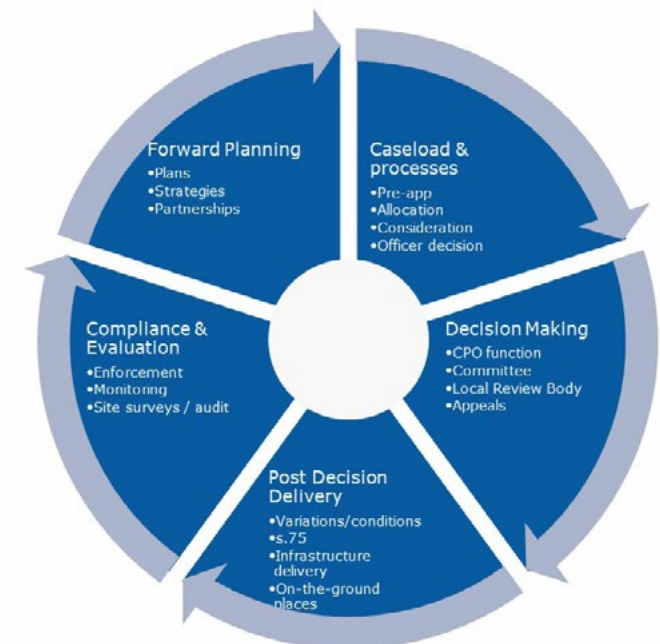 Forward Planning
•Plans
•Strategies
•Partnerships
Caseload &
processes
•Pre-app
•Allocation
•Consideration
•Officer decision
Decision Making
•CPO function
•Committee
•Local Review Body
•Appeals
Post Decision
Delivery
•Variations/conditions
•s.75
•Infrastructure
delivery
•On-the-ground
places
Compliance &
Evaluation
•Enforcement
•Monitoring
•Site surveys / audit